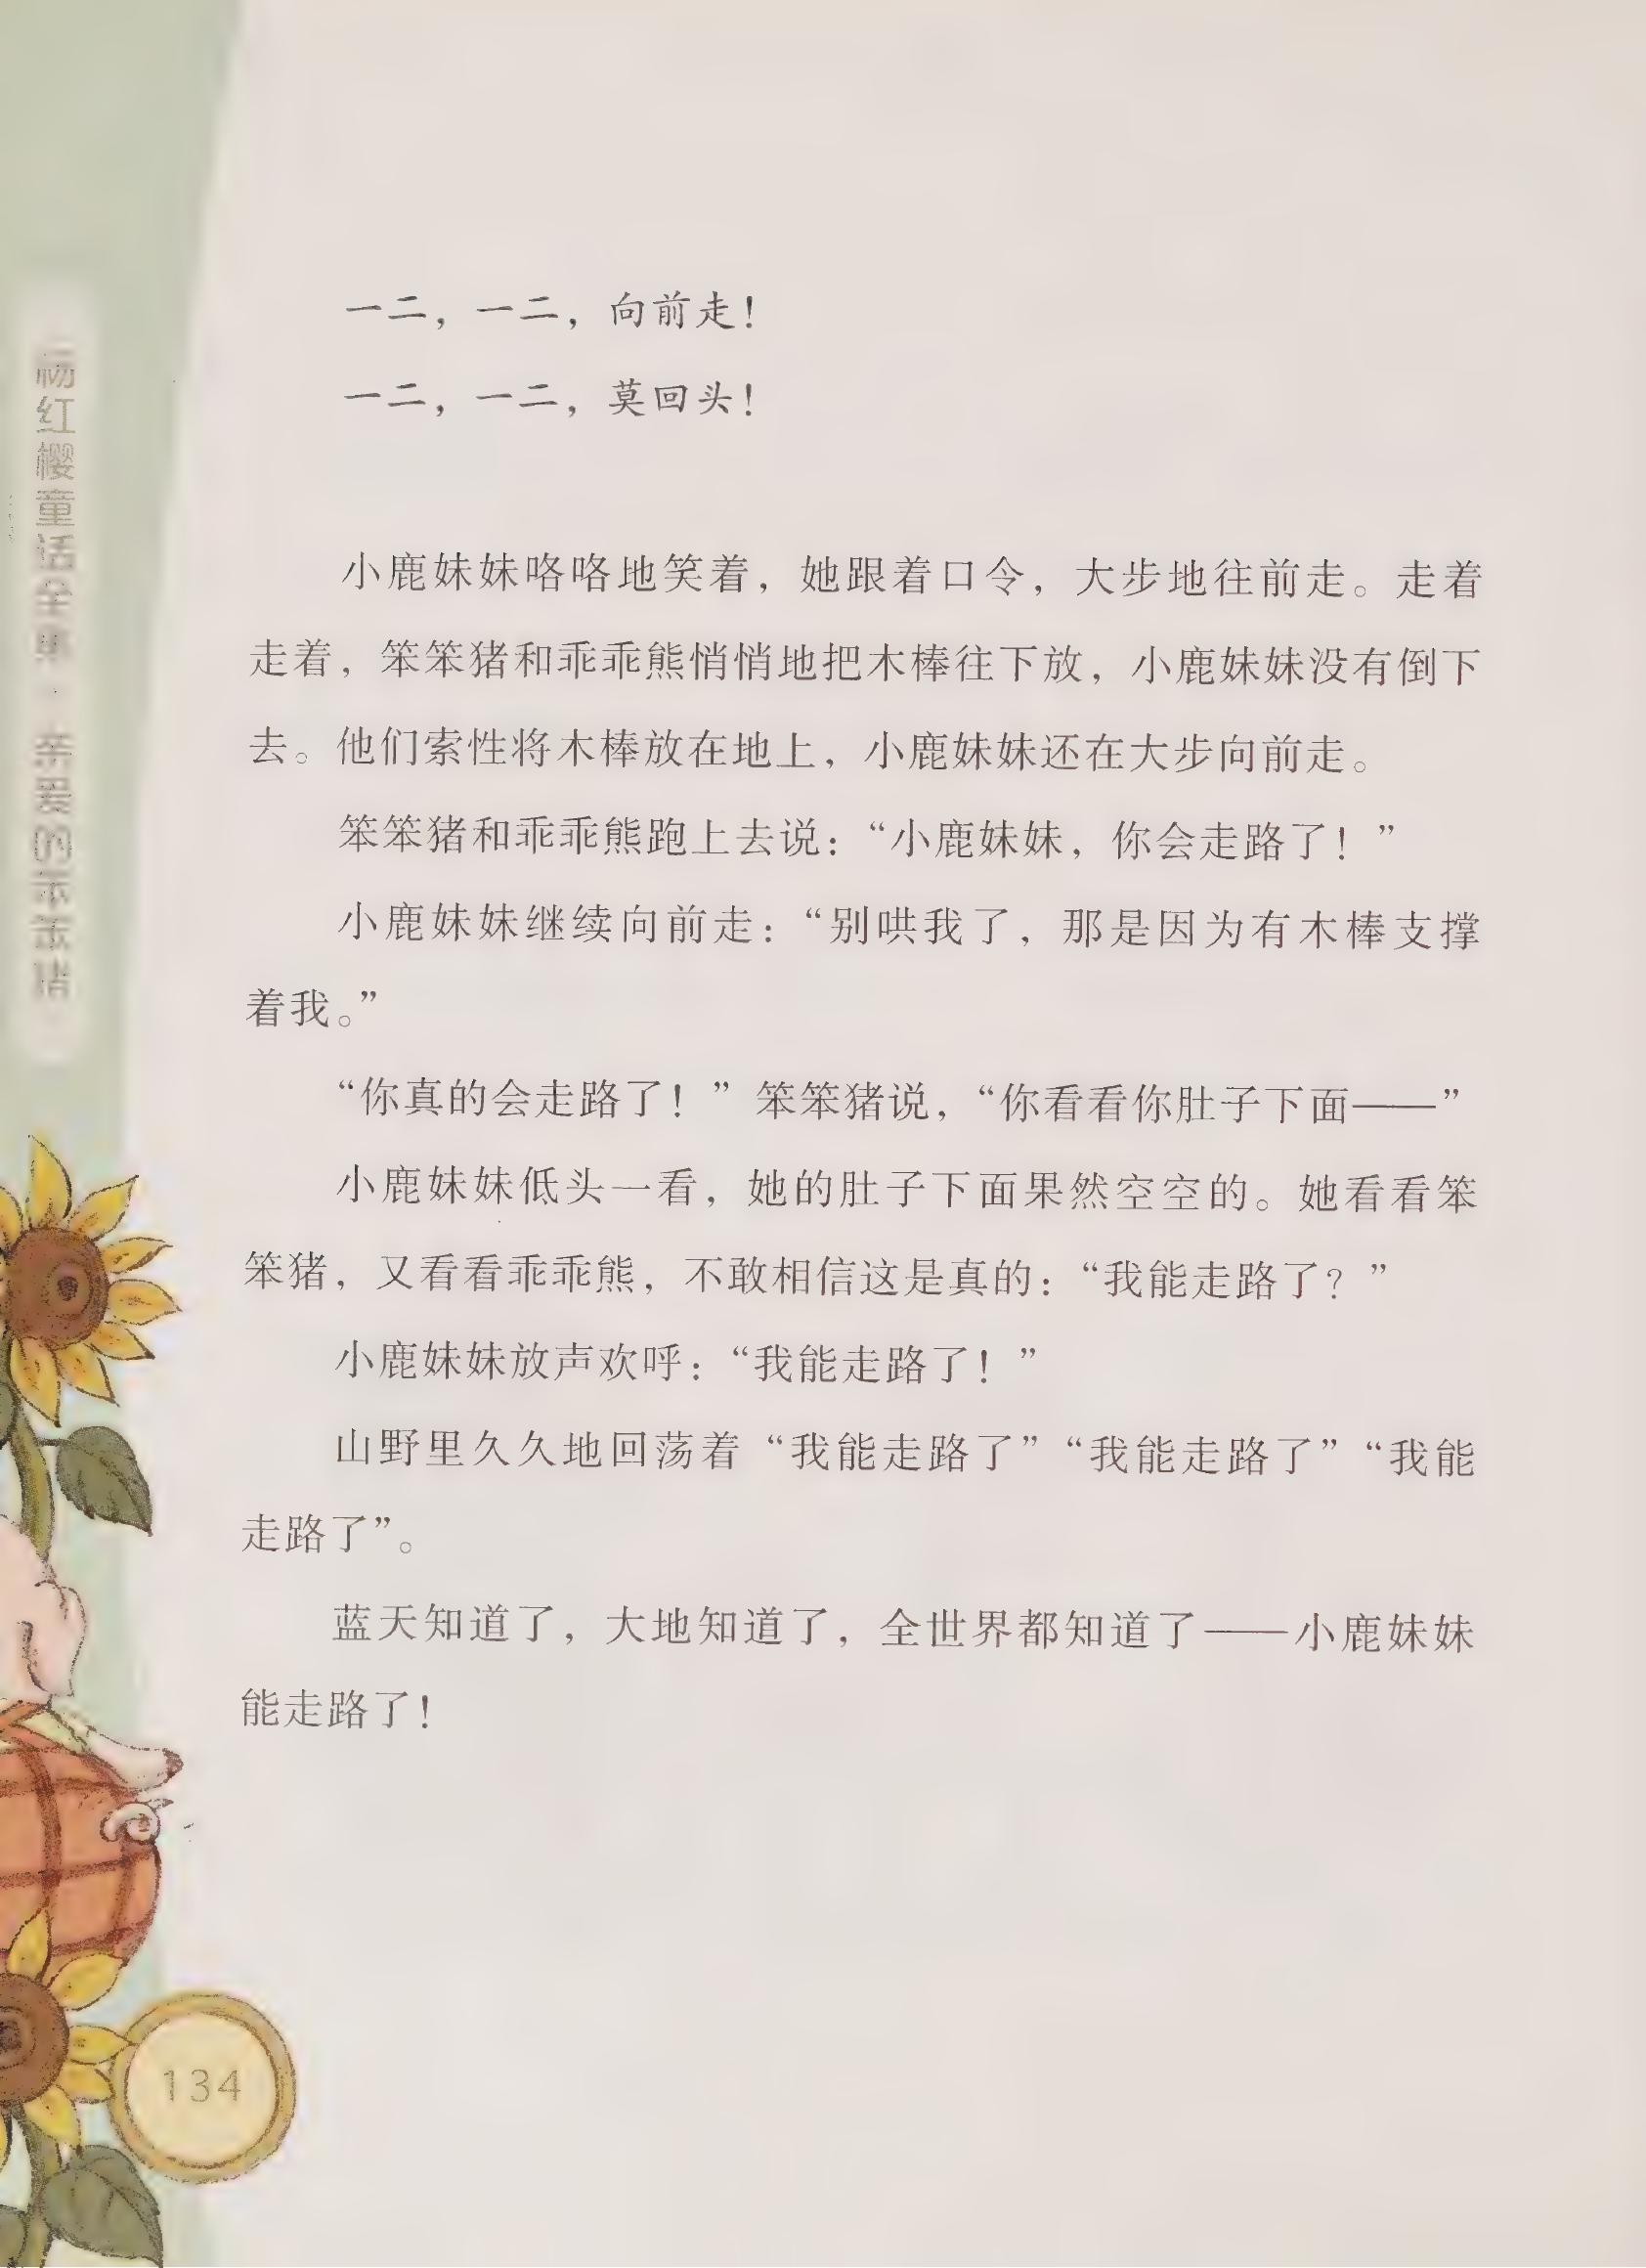 杨红樱童话全集·亲爱的笨笨猪
一二，一二，向前走！
一二，一二，莫回头！
小鹿妹妹咯咯地笑着，她跟着口令，大步地往前走。走着
走着，笨笨猪和乖乖熊悄悄地把木棒往下放，小鹿妹妹没有倒下
去。他们索性将木棒放在地上，小鹿妹妹还在大步向前走。
笨笨猪和乖乖熊跑上去说：“小鹿妹妹，你会走路了！”
小鹿妹妹继续向前走：“别哄我了，那是因为有木棒支撑
着我。”
“你真的会走路了！”笨笨猪说，“你看看你肚子下面——”
小鹿妹妹低头一看，她的肚子下面果然空空的。她看看笨
笨猪，又看看乖乖熊，不敢相信这是真的：“我能走路了？”
小鹿妹妹放声欢呼：“我能走路了！”
山野里久久地回荡着“我能走路了”“我能走路了”“我能
走路了”。
蓝天知道了，大地知道了，全世界都知道了——小鹿妹妹
能走路了！
134